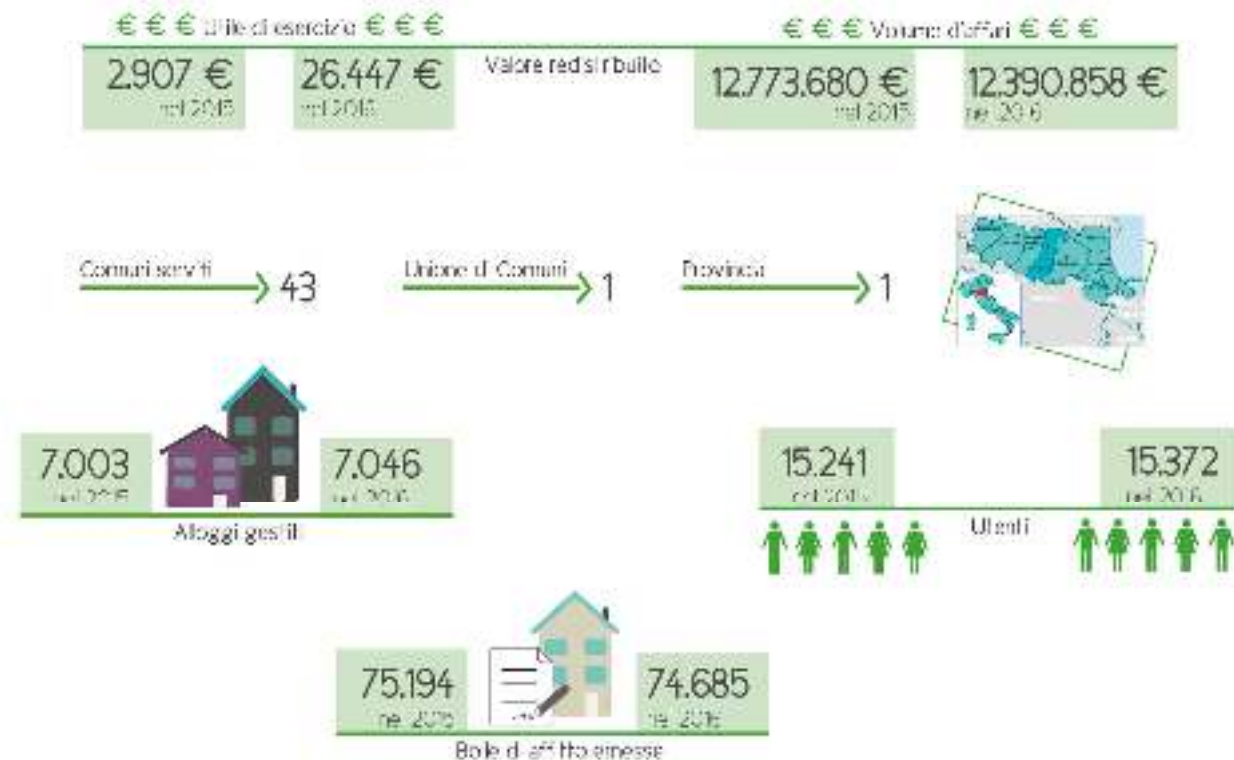 € € € Utile di esercizio € € €
2.907 €
nel 2015
26.447 €
nel 2016
Valore redistribuito
€ € € Volume d'affari € € €
12.773.680 €
nel 2015
12.390.858 €
nel 2016
Comuni serviti
43
Unione di Comuni
1
Provincia
1
7.003
nel 2015
7.046
nel 2016
Alloggi gestiti
15.241
nel 2015
15.372
nel 2016
Utenti
75.194
nel 2015
74.685
nel 2016
Bolle di affitto emesse